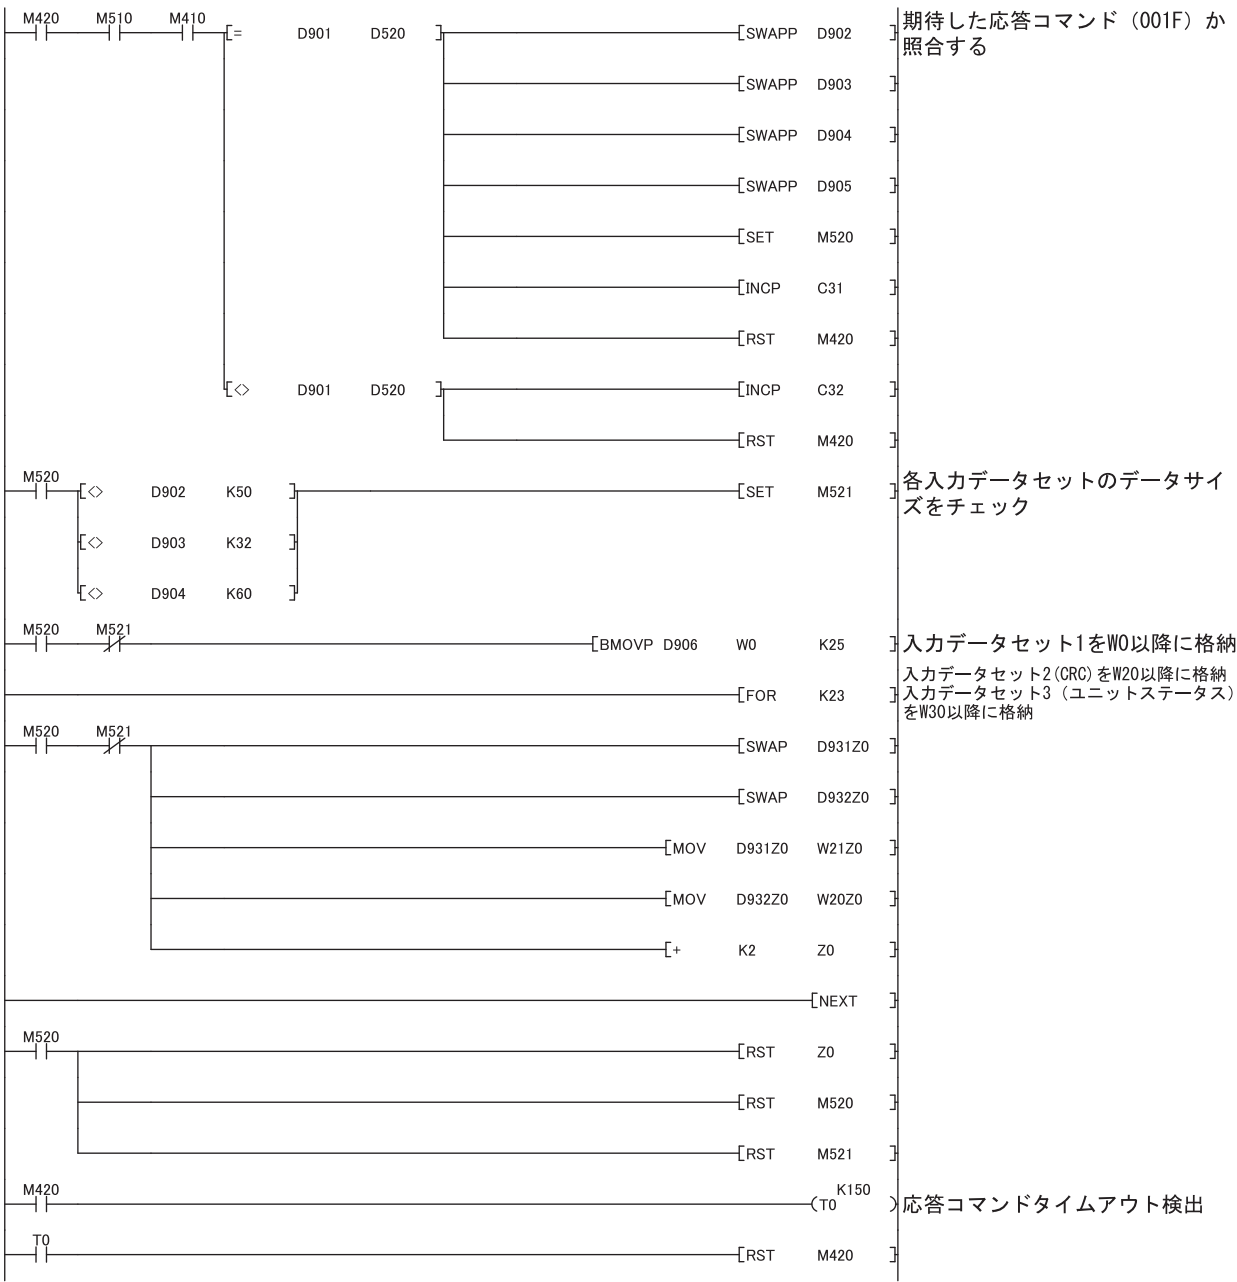 M420 M510 M410
= D901 D520 SWAPP D902 期待した応答コマンド（001F）か
照合する
SWAPP D903
SWAPP D904
SWAPP D905
SET M520
INCP C31
RST M420
<> D901 D520 INCP C32
RST M420
M520
<> D902 K50 SET M521 各入力データセットのデータサイ
ズをチェック
<> D903 K32
<> D904 K60
M520 M521
BMOVP D906 W0 K25 入力データセット1をW0以降に格納
入力データセット2(CRC)をW20以降に格納
FOR K23 入力データセット3（ユニットステータス）
をW30以降に格納
M520 M521
SWAP D931Z0
SWAP D932Z0
MOV D931Z0 W21Z0
MOV D932Z0 W20Z0
+ K2 Z0
NEXT
M520
RST Z0
RST M520
RST M521
M420 K150
T0 応答コマンドタイムアウト検出
T0
RST M420